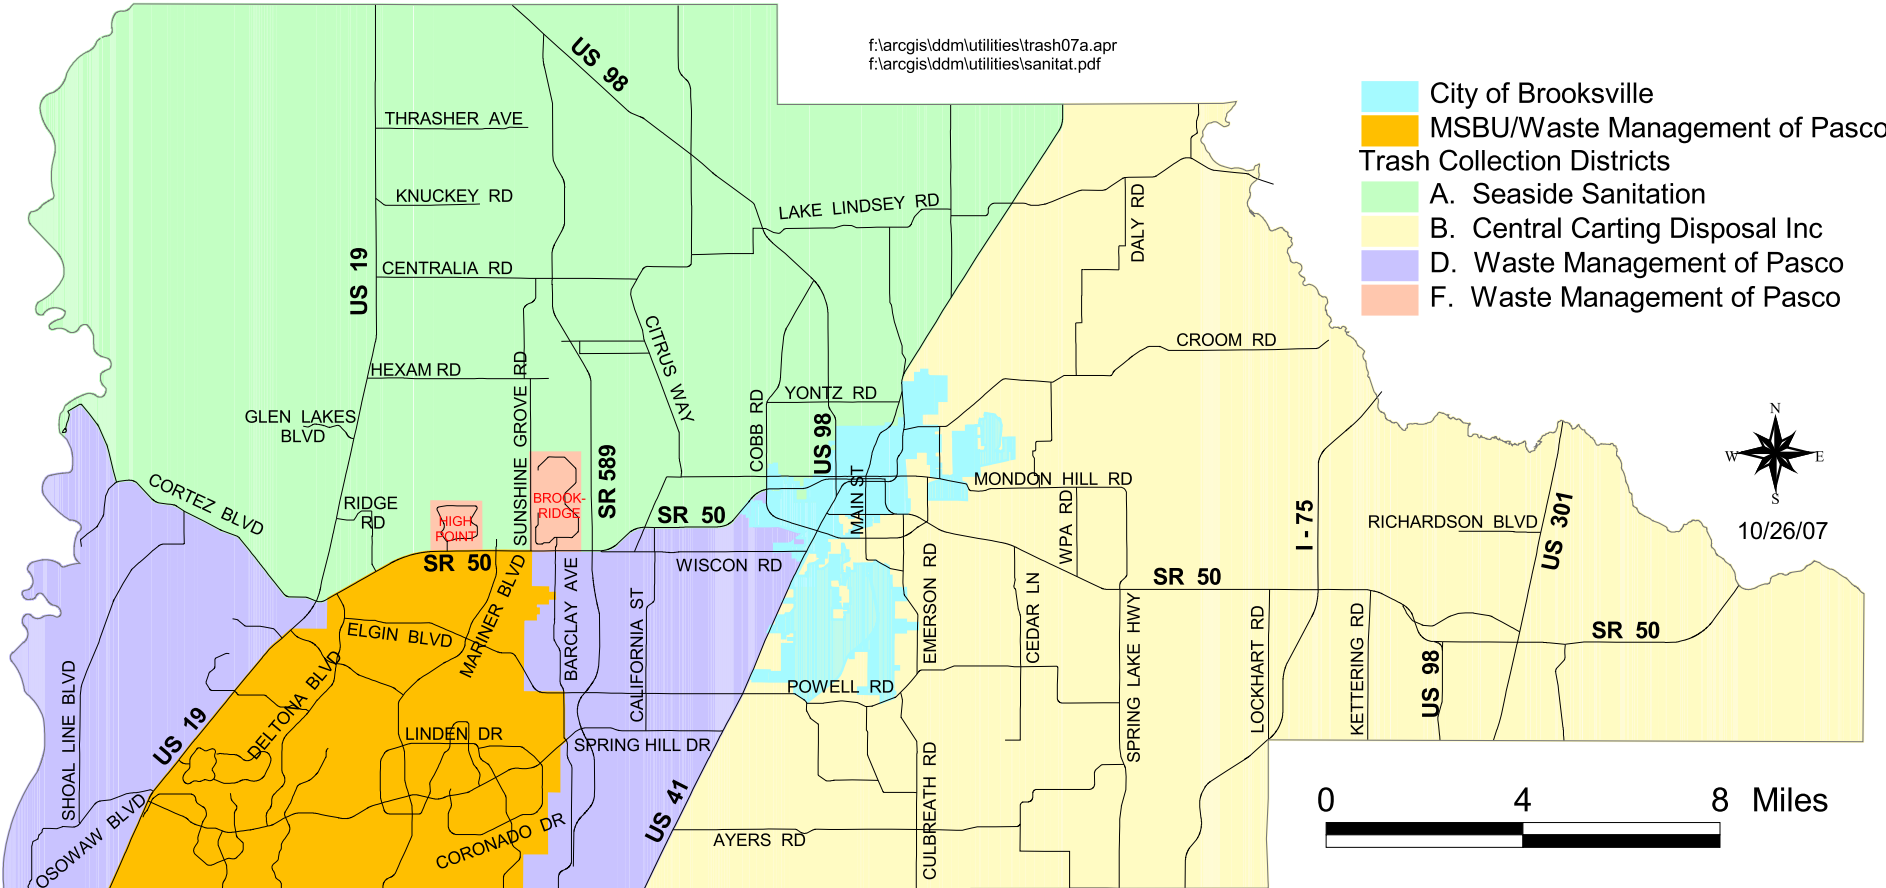 f:\arcgis\ddm\utilities\trash07a.apr
f:\arcgis\ddm\utilities\sanitat.pdf
City of Brooksville
MSBU/Waste Management of Pasco
Trash Collection Districts
A. Seaside Sanitation
B. Central Carting Disposal Inc
D. Waste Management of Pasco
F. Waste Management of Pasco
N
W
E
S
10/26/07
US 98
THRASHER AVE
KNUCKEY RD
LAKE LINDSEY RD
DALY RD
US 19
CENTRALIA RD
CITRUS WAY
CROOM RD
HEXAM RD
SUNSHINE GROVE RD
GLEN LAKES
BLVD
COBB RD
YONTZ RD
US 98
SR 589
CORTEZ BLVD
RIDGE
RD
HIGH
POINT
BROOK-
RIDGE
SR 50
MAIN ST
MONDON HILL RD
WPA RD
I - 75
RICHARDSON BLVD
US 301
SR 50
WISCON RD
SR 50
MARINER BLVD
BARCLAY AVE
CALIFORNIA ST
EMERSON RD
CEDAR LN
SPRING LAKE HWY
LOCKHART RD
KETTERING RD
US 98
SR 50
ELGIN BLVD
DELTONA BLVD
SHOAL LINE BLVD
US 19
LINDEN DR
SPRING HILL DR
POWELL RD
US 41
OSOWAW BLVD
CORONADO DR
AYERS RD
CULBREATH RD
0 4 8 Miles